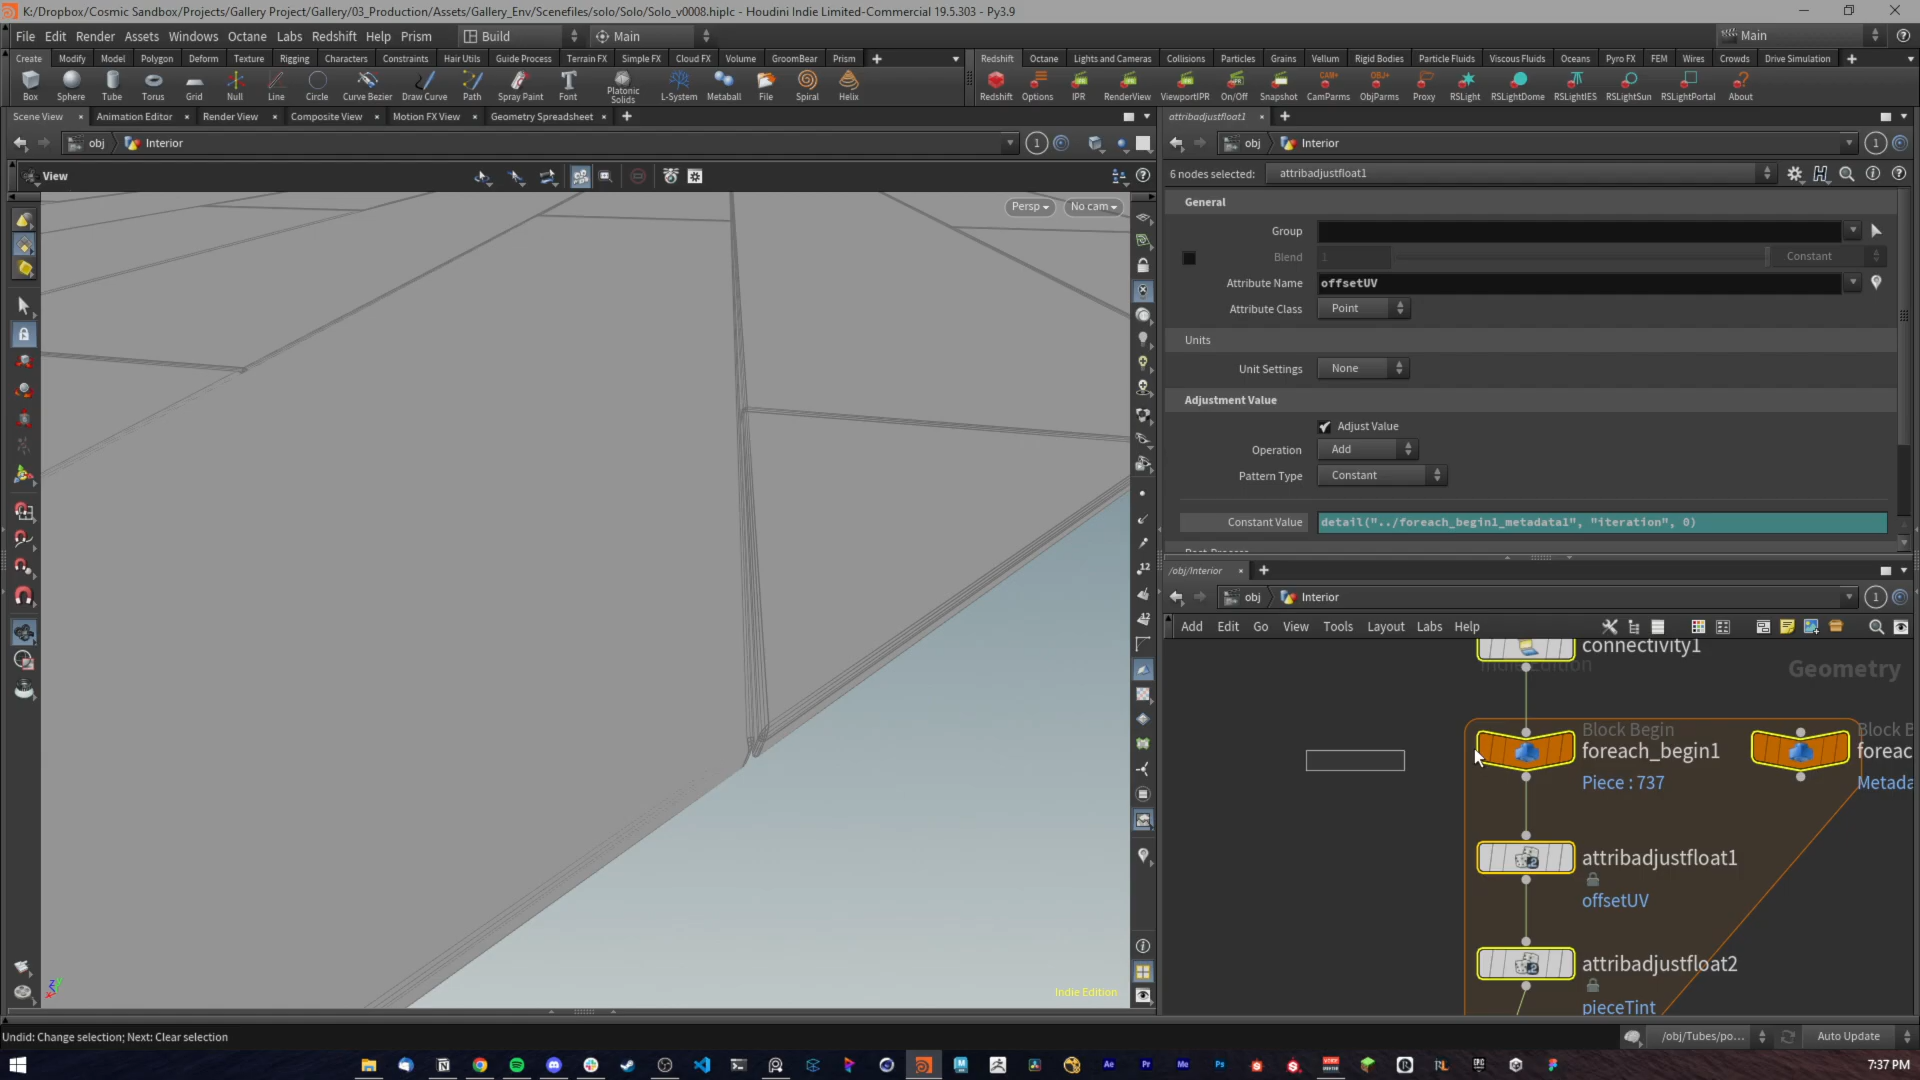 K:/Dropbox/Cosmic Sandbox/Projects/Gallery Project/Gallery/03_Production/Assets/Gallery_Env/Scenefiles/solo/Solo/Solo_v0008.hiplc - Houdini Indie Limited-Commercial 19.5.303 - Py3.9
File Edit Render Assets Windows Octane Labs Redshift Help Prism Build Main Main
Create Modify Model Polygon Deform Texture Rigging Characters Constraints Hair Utils Guide Process Terrain FX Simple FX Cloud FX Volume GroomBear Prism
Redshift Octane Lights and Cameras Collisions Particles Grains Vellum Rigid Bodies Particle Fluids Viscous Fluids Oceans Pyro FX FEM Wires Crowds Drive Simulation
Box Sphere Tube Torus Grid Null Line Circle Curve Bezier Draw Curve Path Spray Paint Font Platonic Solids L-System Metaball File Spiral Helix
Redshift Options IPR RenderView ViewportIPR On/Off Snapshot CamParms ObjParms Proxy RSLight RSLightDome RSLightIES RSLightSun RSLightPortal About
Scene View Animation Editor Render View Composite View Motion FX View Geometry Spreadsheet
attribadjustfloat1
obj Interior
obj Interior
View
6 nodes selected: attribadjustfloat1
Persp No cam
General
Group
Blend 1 Constant
Attribute Name offsetUV
Attribute Class Point
Units
Unit Settings None
Adjustment Value
Adjust Value
Operation Add
Pattern Type Constant
Constant Value detail("../foreach_begin1_metadata1", "iteration", 0)
/obj/Interior
obj Interior
Add Edit Go View Tools Layout Labs Help
connectivity1
Geometry
Block Begin
foreach_begin1
Piece : 737
Block B
foreac
Metada
attribadjustfloat1
offsetUV
attribadjustfloat2
pieceTint
Indie Edition
Undid: Change selection; Next: Clear selection
/obj/Tubes/po... Auto Update
7:37 PM